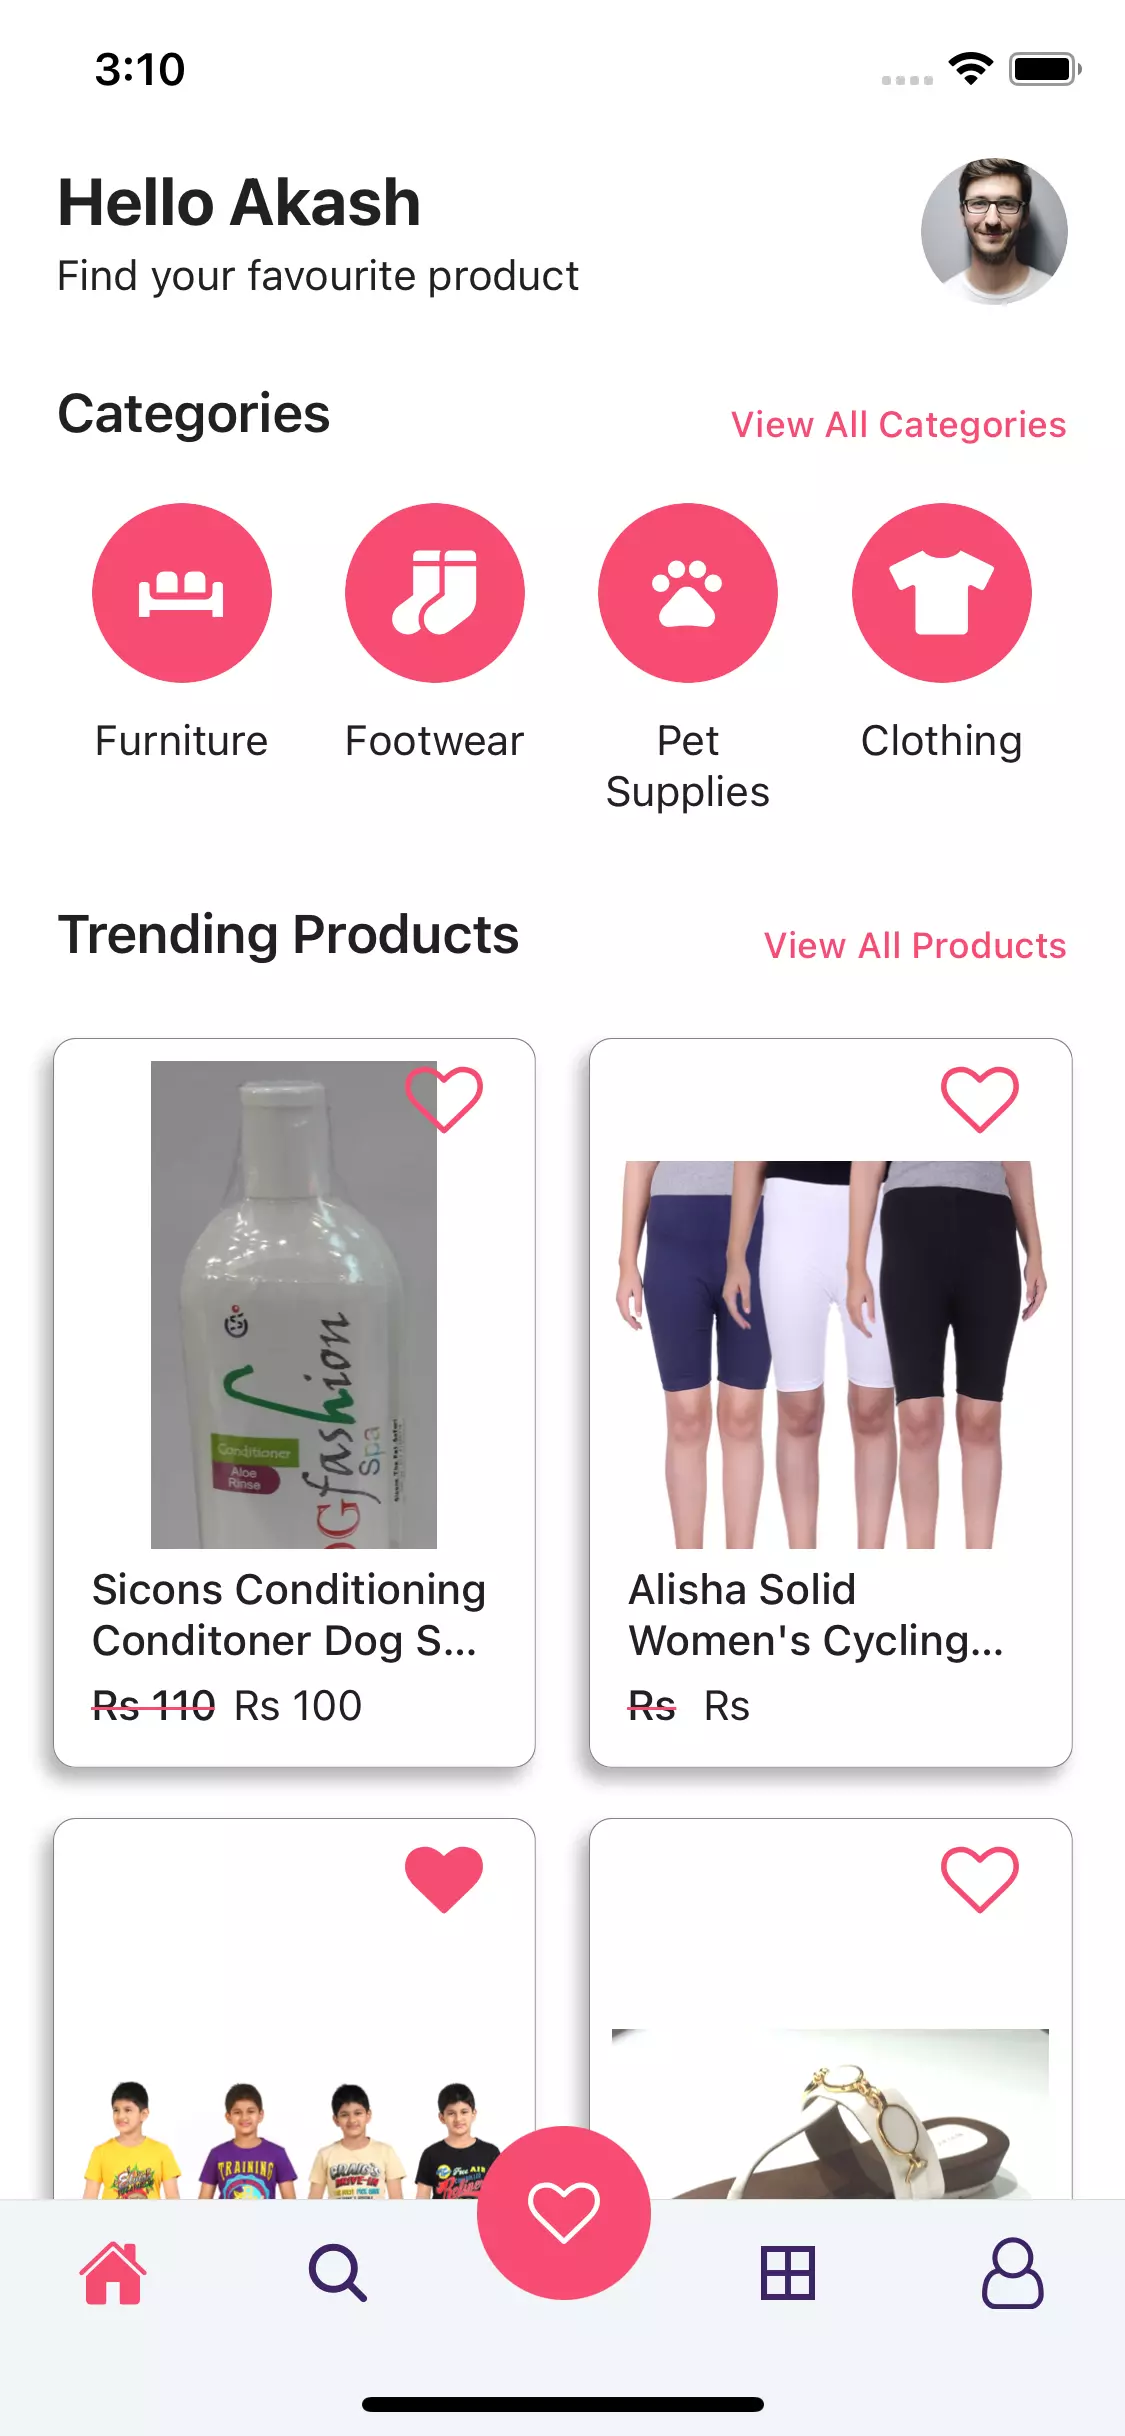 3:10
Hello Akash
Find your favourite product
Categories
View All Categories
Furniture
Footwear
Pet
Supplies
Clothing
Trending Products
View All Products
Conditioner
Aloe
Rinse
fashion
Spa
Sicons Conditioning
Conditoner Dog S...
Rs 110 Rs 100
Alisha Solid
Women's Cycling...
Rs Rs
TRAINING